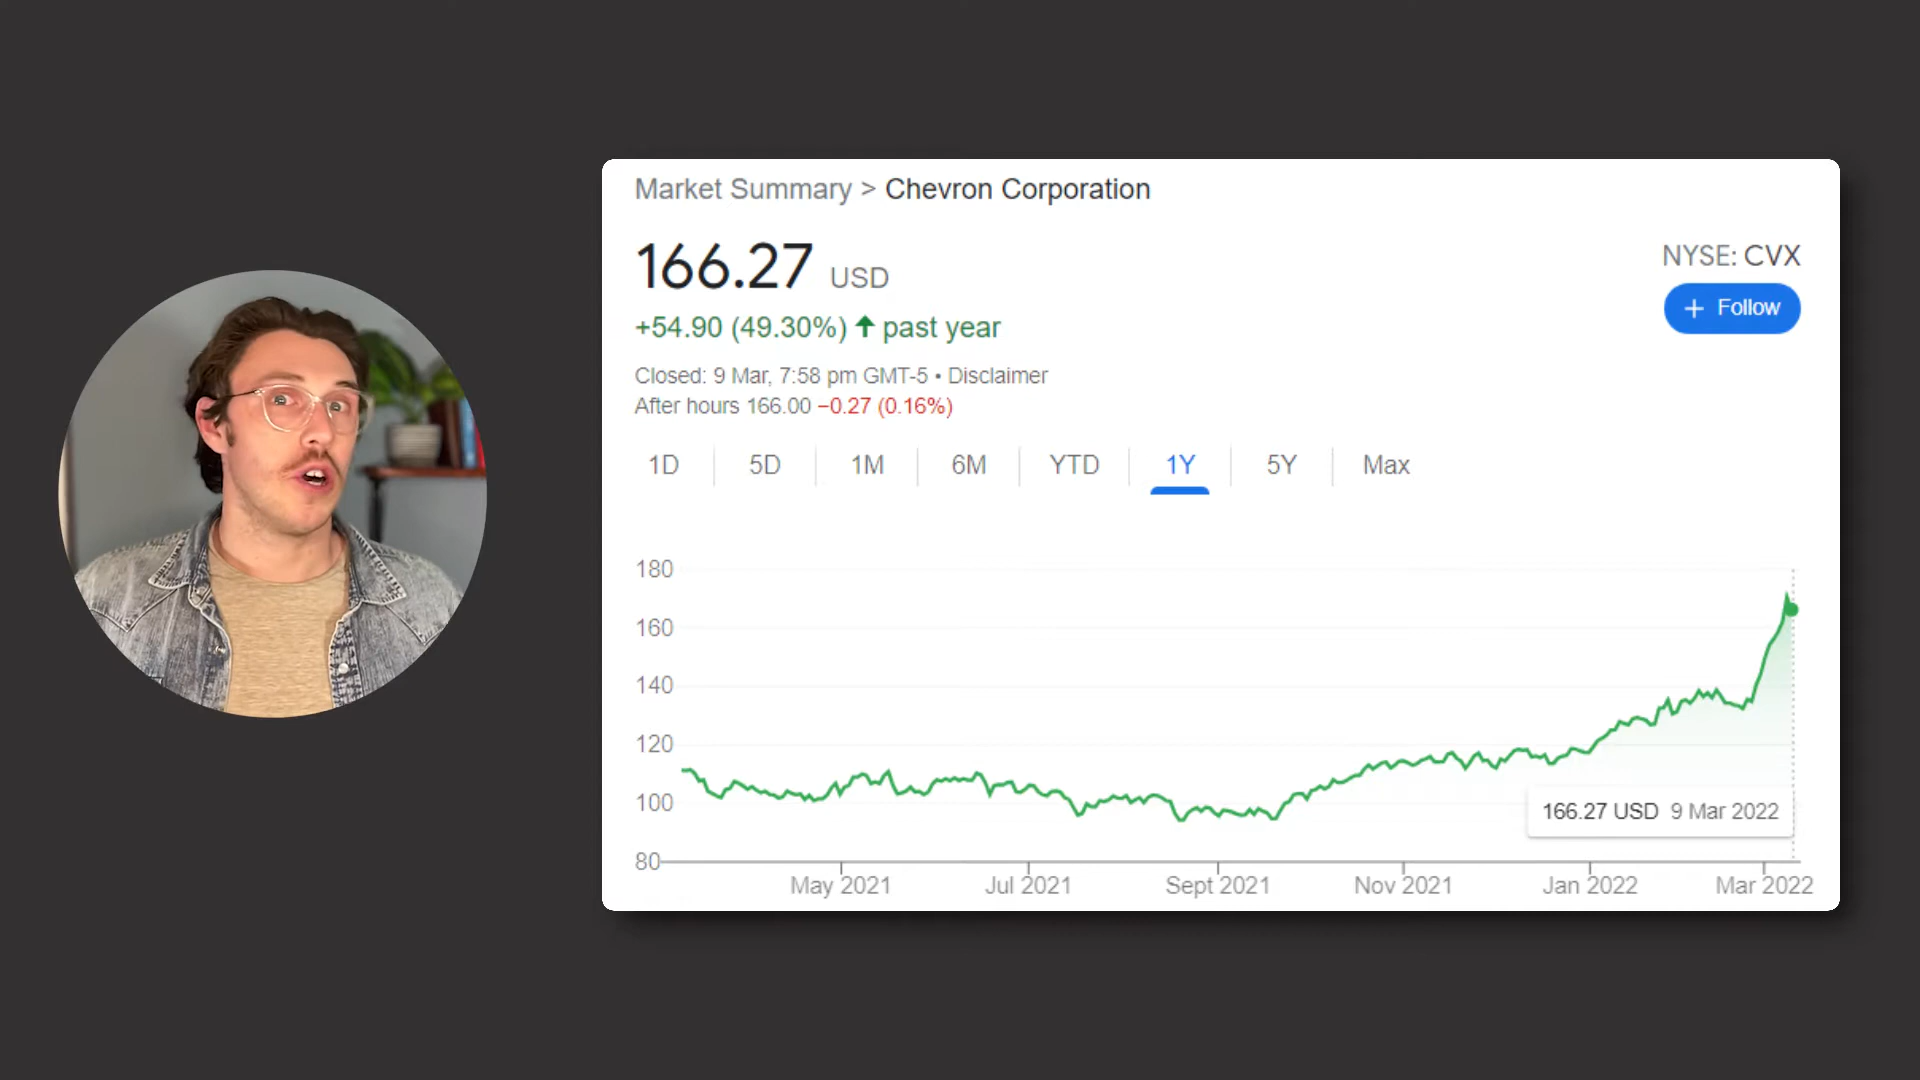 Market Summary > Chevron Corporation
166.27 USD
NYSE: CVX
+ Follow
+54.90 (49.30%) ↑ past year
Closed: 9 Mar, 7:58 pm GMT-5 • Disclaimer
After hours 166.00 −0.27 (0.16%)
1D 5D 1M 6M YTD 1Y 5Y Max
180
160
140
120
100
80
166.27 USD 9 Mar 2022
May 2021 Jul 2021 Sept 2021 Nov 2021 Jan 2022 Mar 2022